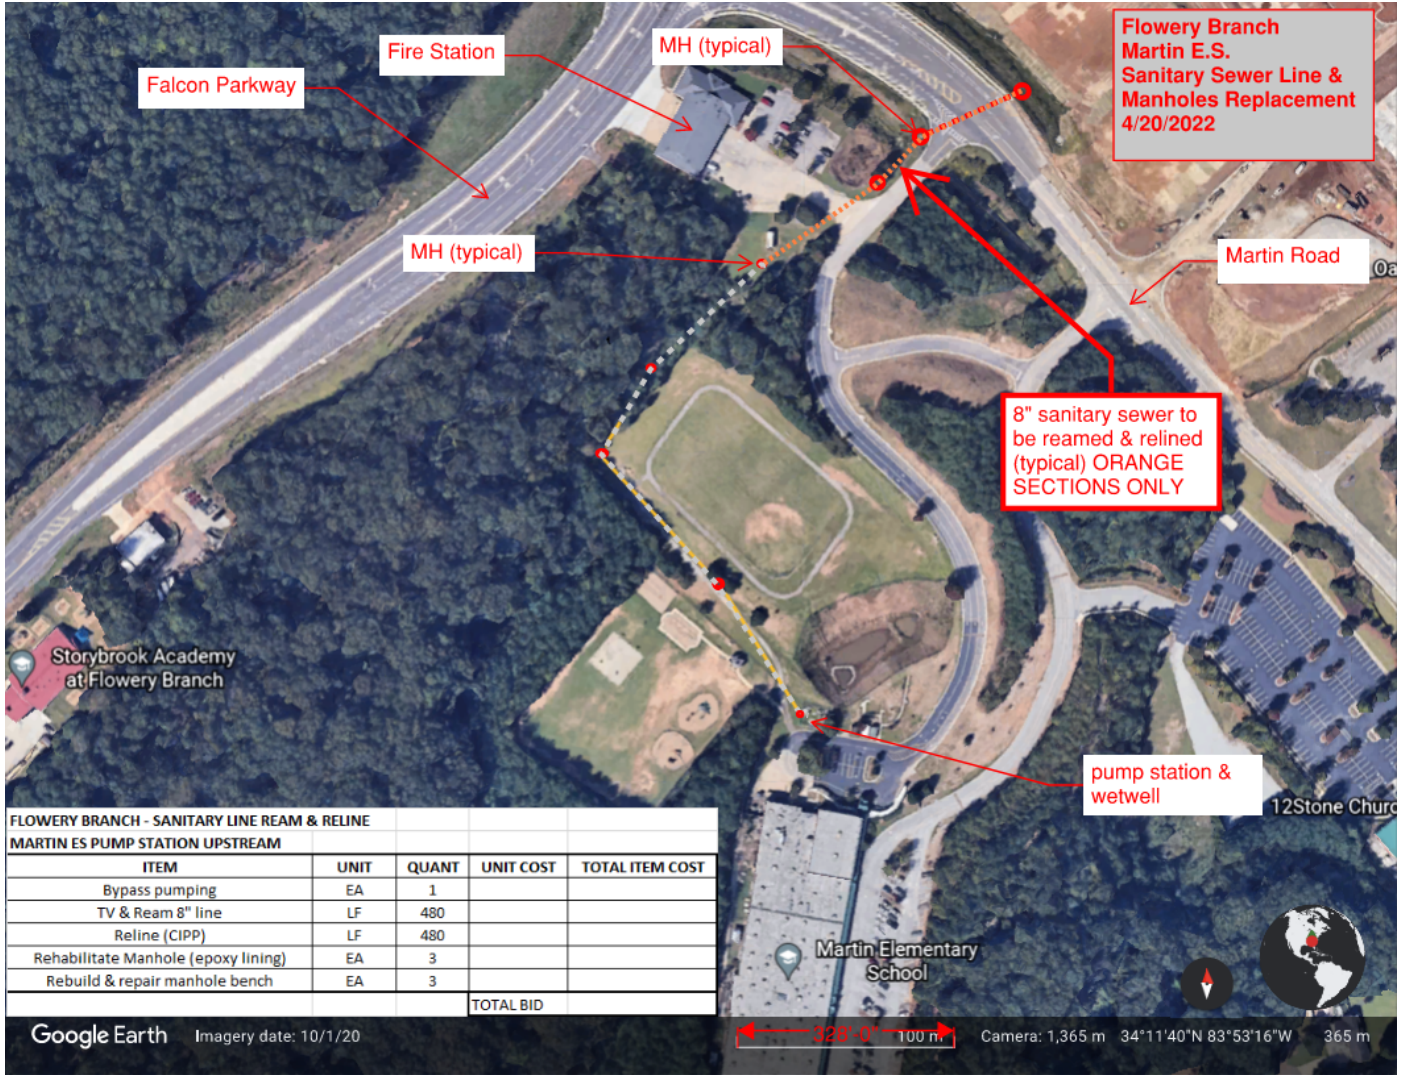 Flowery Branch
Martin E.S.
Sanitary Sewer Line &
Manholes Replacement
4/20/2022
MH (typical)
Fire Station
Falcon Parkway
MH (typical)
Martin Road
Oa
8" sanitary sewer to
be reamed & relined
(typical) ORANGE
SECTIONS ONLY
Storybrook Academy
at Flowery Branch
pump station &
wetwell
12Stone Churc
FLOWERY BRANCH - SANITARY LINE REAM & RELINE
MARTIN ES PUMP STATION UPSTREAM
ITEM UNIT QUANT UNIT COST TOTAL ITEM COST
Bypass pumping EA 1
TV & Ream 8" line LF 480
Reline (CIPP) LF 480
Rehabilitate Manhole (epoxy lining) EA 3
Rebuild & repair manhole bench EA 3
TOTAL BID
Martin Elementary
School
Google Earth Imagery date: 10/1/20 328'-0" 100 m Camera: 1,365 m 34°11'40"N 83°53'16"W 365 m